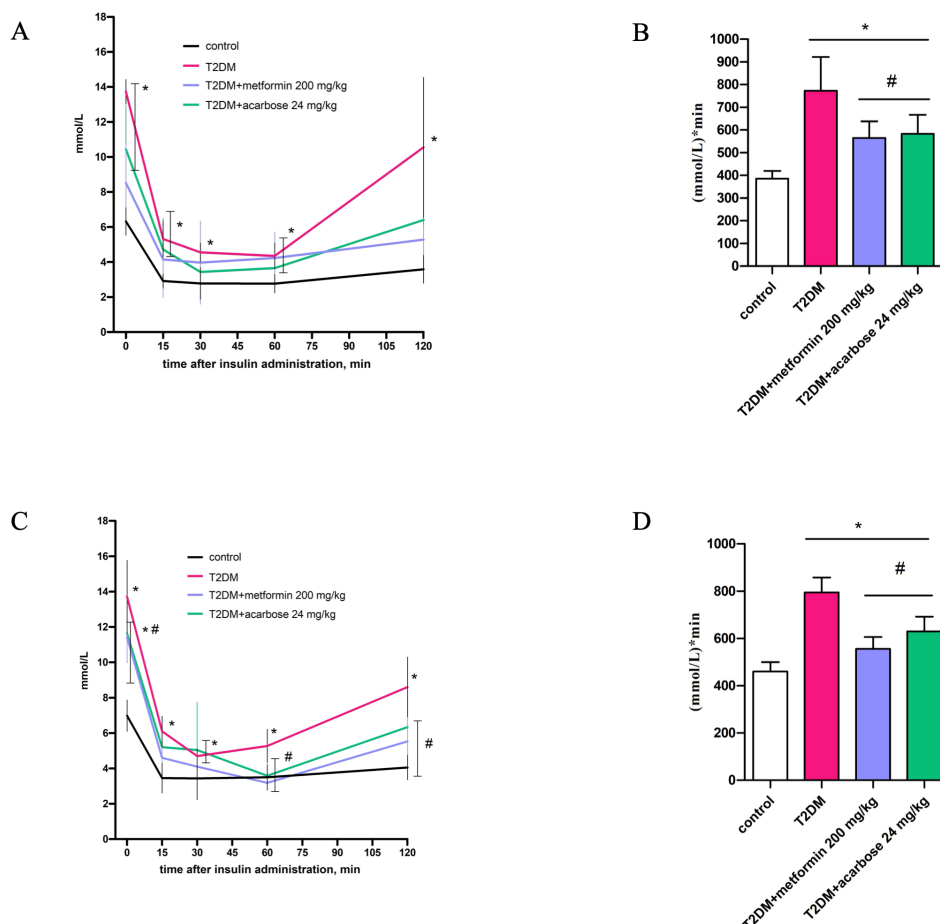 A
18
16
14
12
10
8
6
4
2
0
mmol/L
control
T2DM
T2DM+metformin 200 mg/kg
T2DM+acarbose 24 mg/kg
*
*
*
*
*
0 15 30 45 60 75 90 105 120
time after insulin administration, min
B
1000
900
800
700
600
500
400
300
200
100
0
(mmol/L)*min
*
#
control
T2DM
T2DM+metformin 200 mg/kg
T2DM+acarbose 24 mg/kg
C
18
16
14
12
10
8
6
4
2
0
mmol/L
control
T2DM
T2DM+metformin 200 mg/kg
T2DM+acarbose 24 mg/kg
*
* #
*
*
*
#
*
#
0 15 30 45 60 75 90 105 120
time after insulin administration, min
D
1000
800
600
400
200
0
(mmol/L)*min
*
#
control
T2DM
T2DM+metformin 200 mg/kg
T2DM+acarbose 24 mg/kg